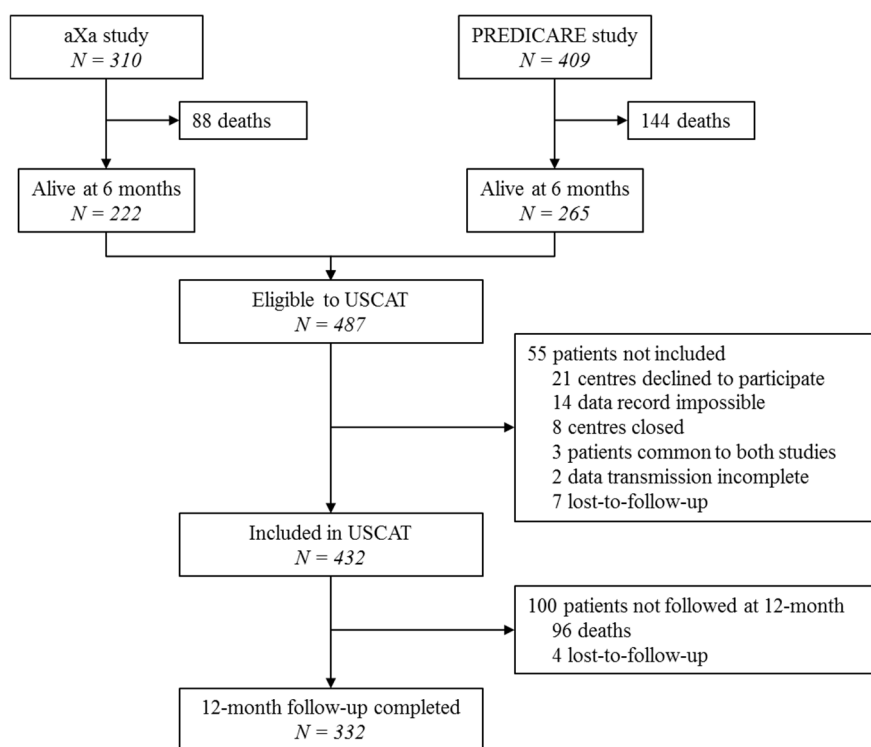 aXa study
N = 310
PREDICARE study
N = 409
88 deaths
144 deaths
Alive at 6 months
N = 222
Alive at 6 months
N = 265
Eligible to USCAT
N = 487
55 patients not included
21 centres declined to participate
14 data record impossible
8 centres closed
3 patients common to both studies
2 data transmission incomplete
7 lost-to-follow-up
Included in USCAT
N = 432
100 patients not followed at 12-month
96 deaths
4 lost-to-follow-up
12-month follow-up completed
N = 332